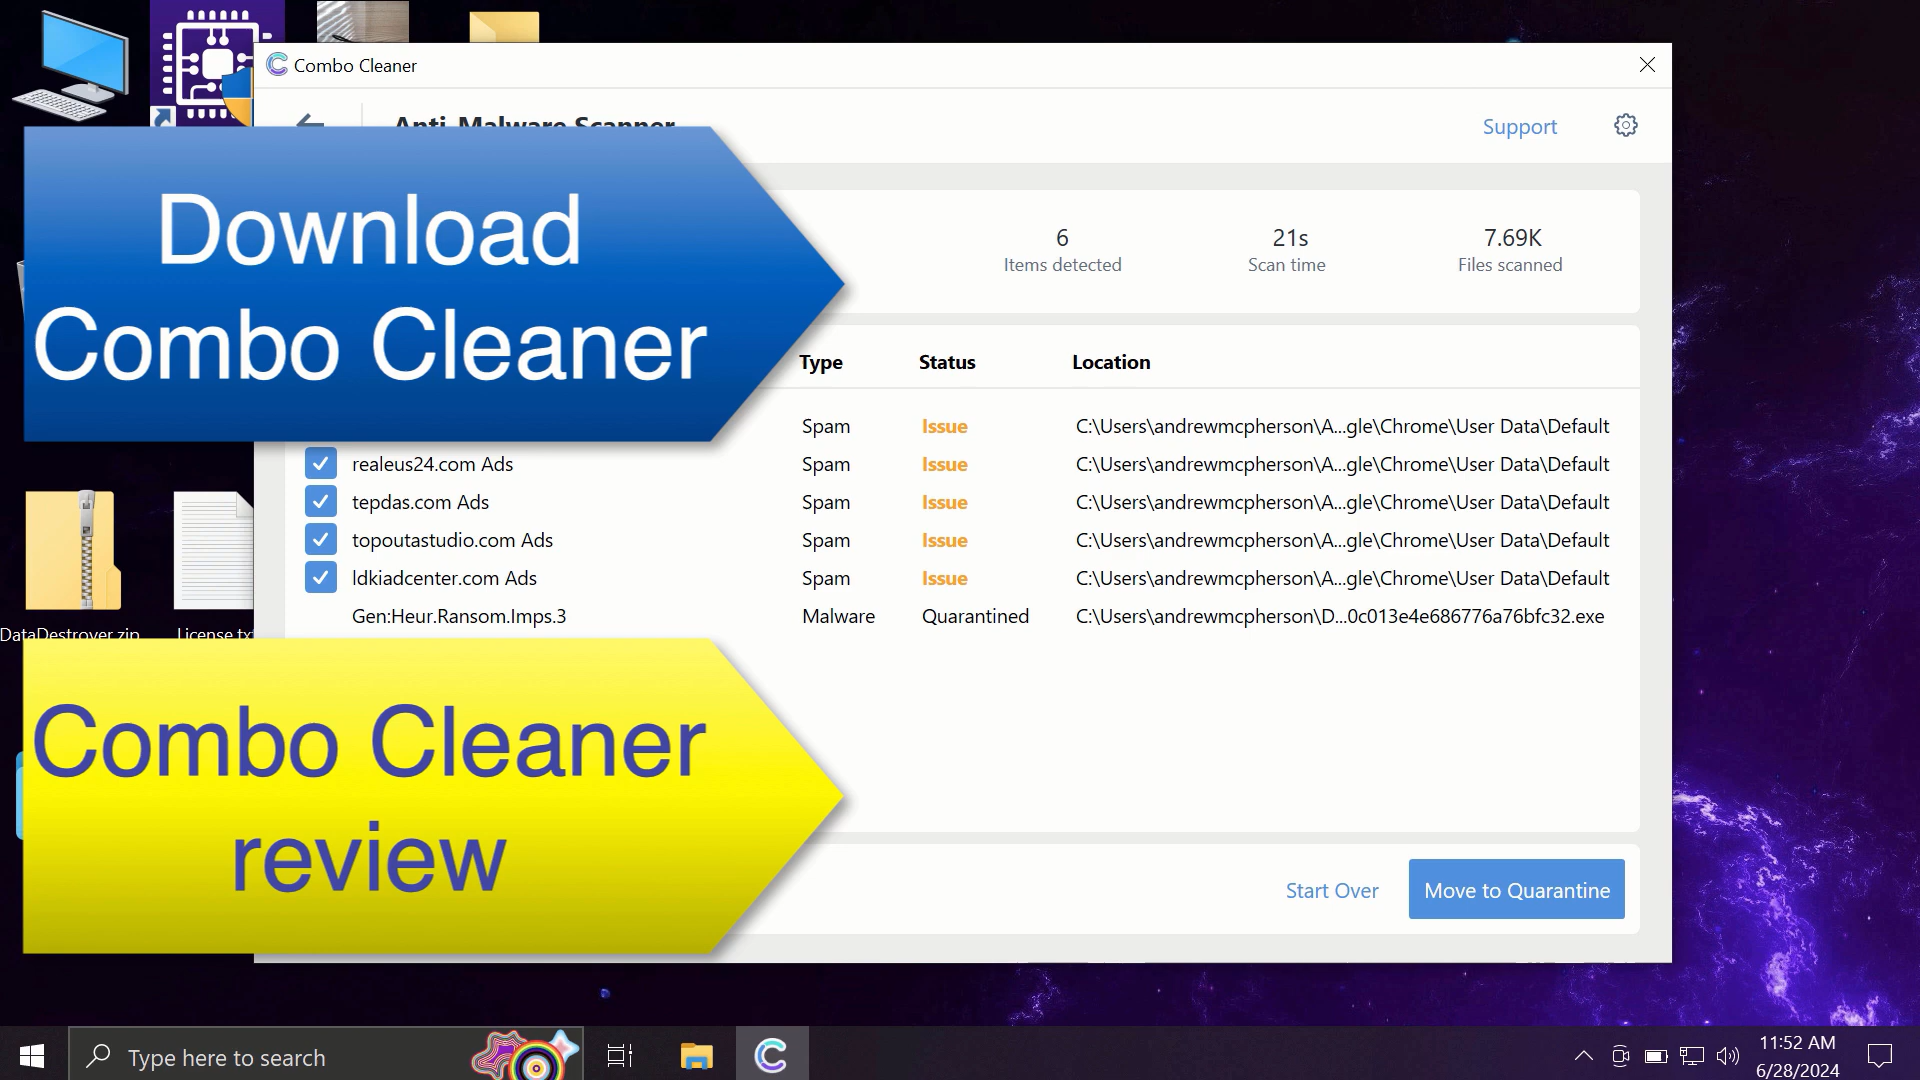 Combo Cleaner
Anti-Malware Scanner
Support
Download
Combo Cleaner
6
Items detected
21s
Scan time
7.69K
Files scanned
Type Status Location
Spam Issue C:\Users\andrewmcpherson\A...gle\Chrome\User Data\Default
realeus24.com Ads Spam Issue C:\Users\andrewmcpherson\A...gle\Chrome\User Data\Default
tepdas.com Ads Spam Issue C:\Users\andrewmcpherson\A...gle\Chrome\User Data\Default
topoutastudio.com Ads Spam Issue C:\Users\andrewmcpherson\A...gle\Chrome\User Data\Default
ldkiadcenter.com Ads Spam Issue C:\Users\andrewmcpherson\A...gle\Chrome\User Data\Default
Gen:Heur.Ransom.Imps.3 Malware Quarantined C:\Users\andrewmcpherson\D...0c013e4e686776a76bfc32.exe
DataDestroyer.zip
License.txt
Combo Cleaner
review
Start Over
Move to Quarantine
Type here to search
11:52 AM
6/28/2024